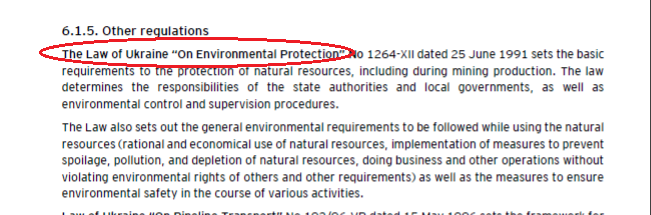 6.1.5. Other regulations
The Law of Ukraine “On Environmental Protection” No 1264-XII dated 25 June 1991 sets the basic
requirements to the protection of natural resources, including during mining production. The law
determines the responsibilities of the state authorities and local governments, as well as
environmental control and supervision procedures.
The Law also sets out the general environmental requirements to be followed while using the natural
resources (rational and economical use of natural resources, implementation of measures to prevent
spoilage, pollution, and depletion of natural resources, doing business and other operations without
violating environmental rights of others and other requirements) as well as the measures to ensure
environmental safety in the course of various activities.
Law of Ukraine “On Pipeline Transport” No 192/96-VR dated 15 May 1996 sets the framework for